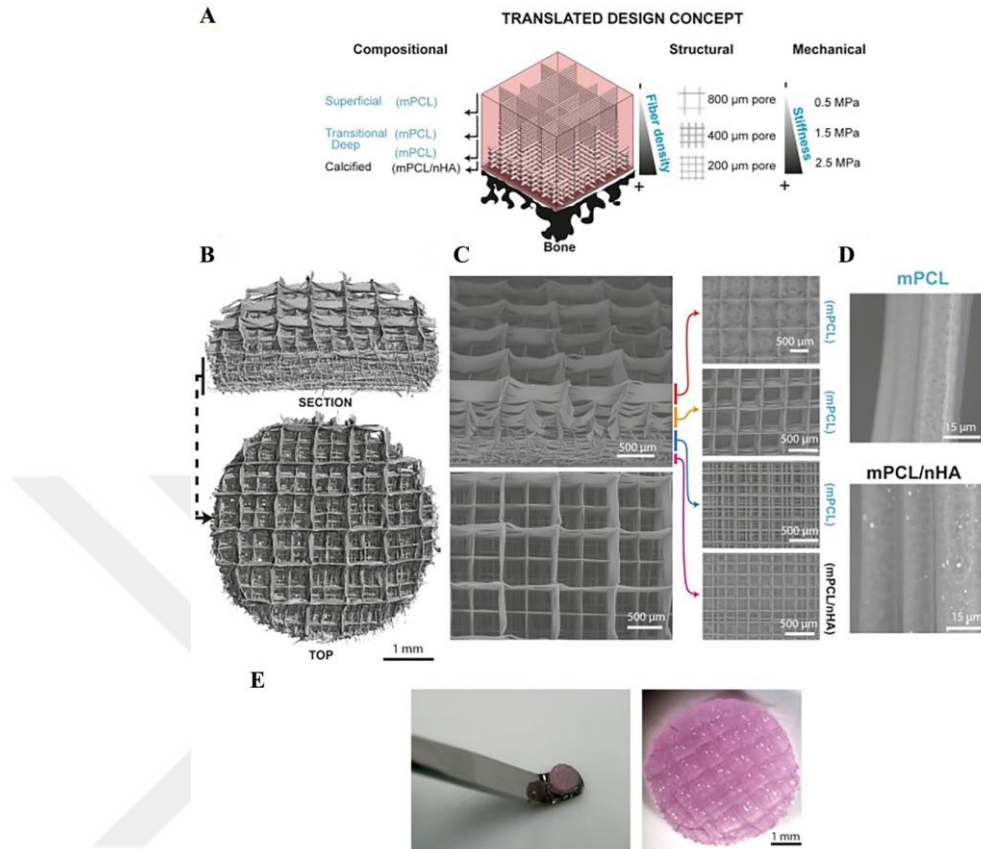 A
TRANSLATED DESIGN CONCEPT
Compositional
Structural
Mechanical
Superficial (mPCL)
Transitional (mPCL)
Deep
(mPCL)
Calcified (mPCL/nHA)
Bone
-
Fiber density
+
800 µm pore
400 µm pore
200 µm pore
-
Stiffness
+
0.5 MPa
1.5 MPa
2.5 MPa
B
SECTION
TOP
1 mm
C
500 µm
500 µm
500 µm
(mPCL)
500 µm
(mPCL)
500 µm
(mPCL)
500 µm
(mPCL/nHA)
D
mPCL
15 µm
mPCL/nHA
15 µm
E
1 mm